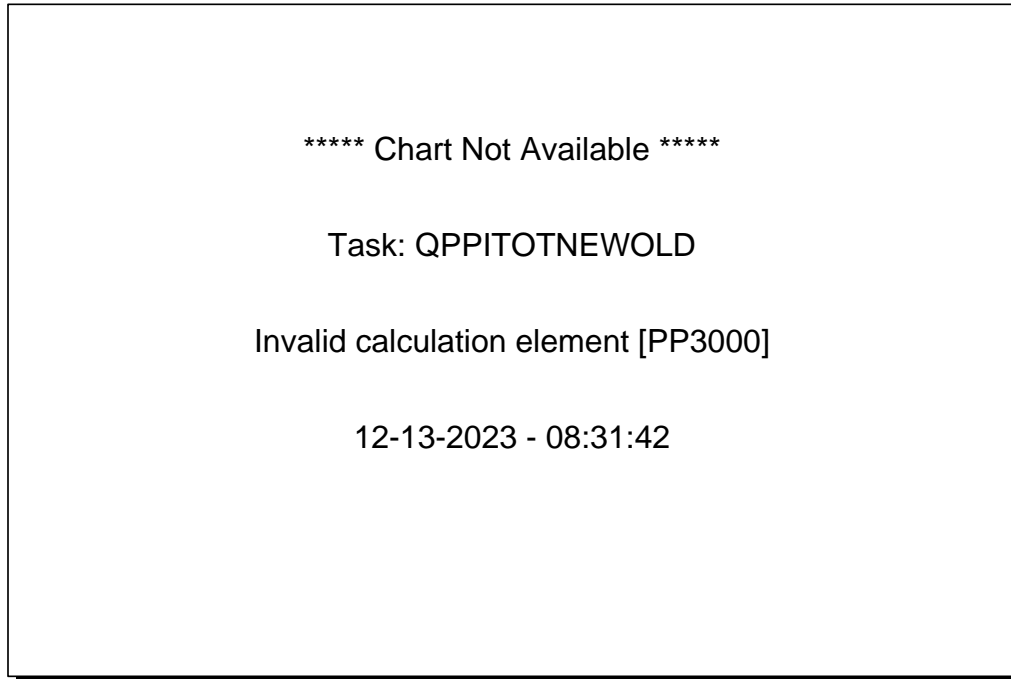 ***** Chart Not Available *****
Task: QPPITOTNEWOLD
Invalid calculation element [PP3000]
12-13-2023 - 08:31:42